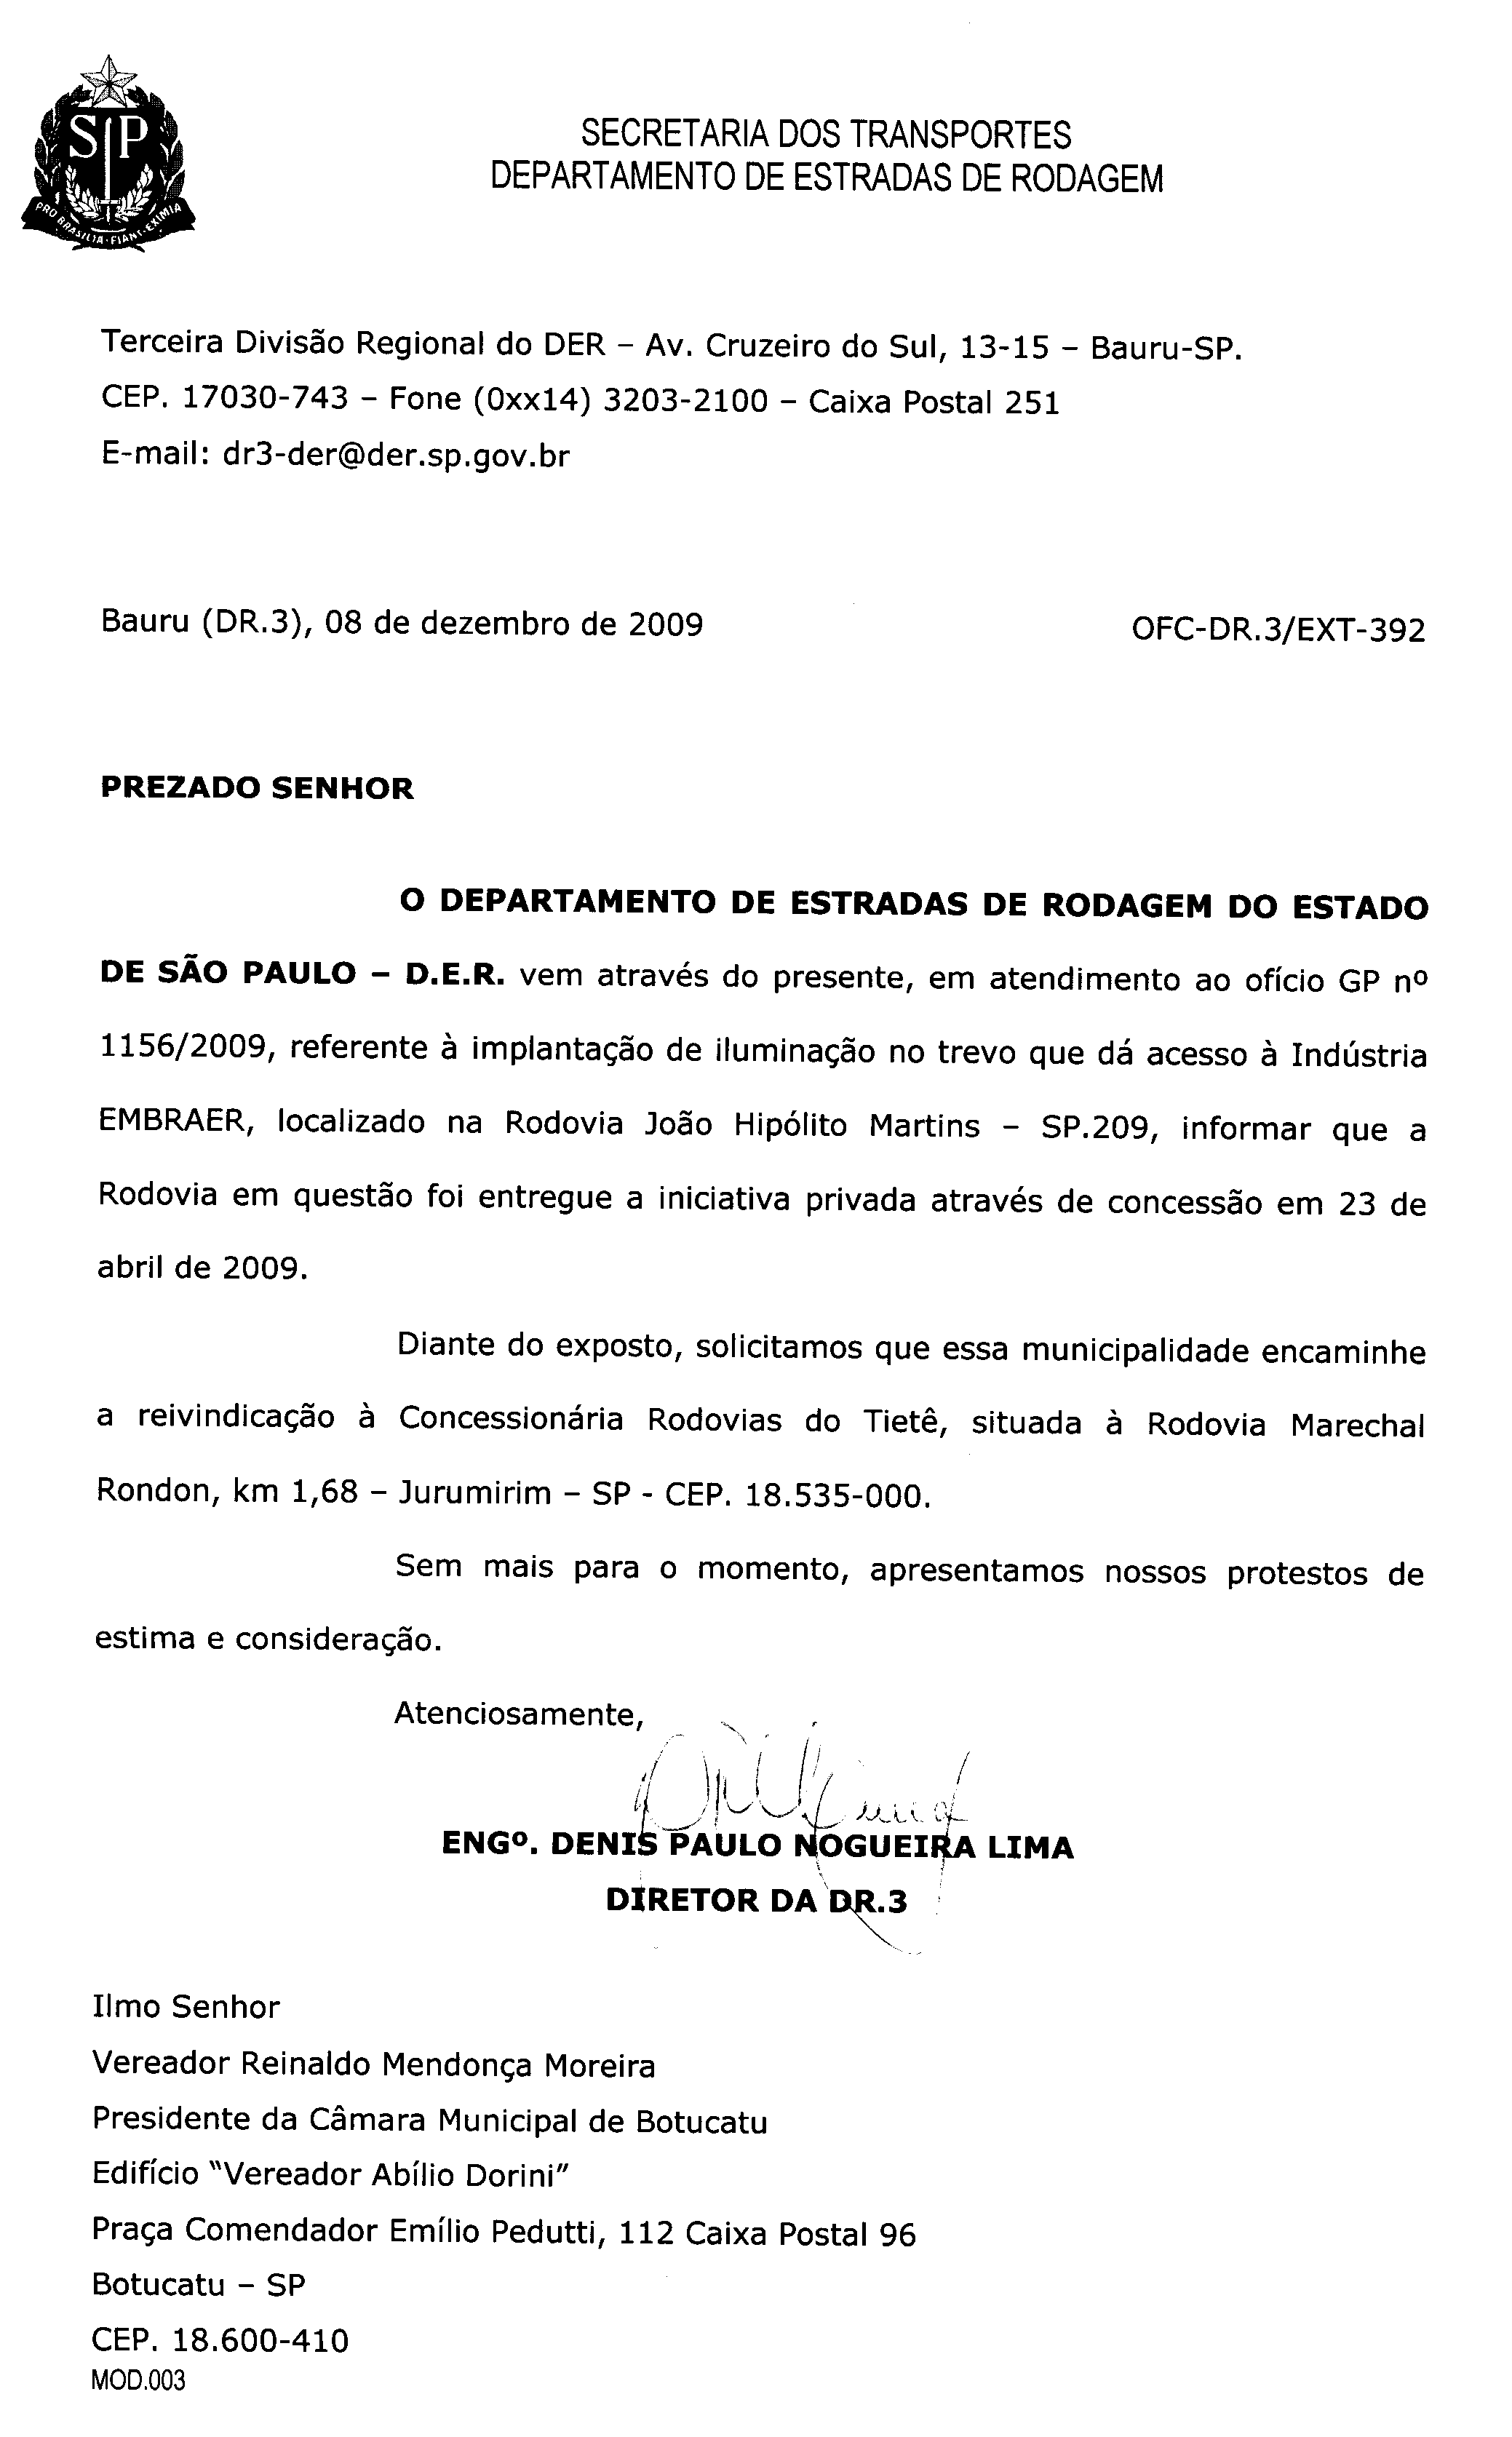 SP
PRO BRASILIA FIANT EXIMIA
SECRETARIA DOS TRANSPORTES
DEPARTAMENTO DE ESTRADAS DE RODAGEM
Terceira Divisão Regional do DER – Av. Cruzeiro do Sul, 13-15 – Bauru-SP.
CEP. 17030-743 – Fone (0xx14) 3203-2100 – Caixa Postal 251
E-mail: dr3-der@der.sp.gov.br
Bauru (DR.3), 08 de dezembro de 2009 OFC-DR.3/EXT-392
PREZADO SENHOR
O DEPARTAMENTO DE ESTRADAS DE RODAGEM DO ESTADO
DE SÃO PAULO – D.E.R. vem através do presente, em atendimento ao ofício GP nº
1156/2009, referente à implantação de iluminação no trevo que dá acesso à Indústria
EMBRAER, localizado na Rodovia João Hipólito Martins – SP.209, informar que a
Rodovia em questão foi entregue a iniciativa privada através de concessão em 23 de
abril de 2009.
Diante do exposto, solicitamos que essa municipalidade encaminhe
a reivindicação à Concessionária Rodovias do Tietê, situada à Rodovia Marechal
Rondon, km 1,68 – Jurumirim – SP - CEP. 18.535-000.
Sem mais para o momento, apresentamos nossos protestos de
estima e consideração.
Atenciosamente,
ENGº. DENIS PAULO NOGUEIRA LIMA
DIRETOR DA DR.3
Ilmo Senhor
Vereador Reinaldo Mendonça Moreira
Presidente da Câmara Municipal de Botucatu
Edifício "Vereador Abílio Dorini"
Praça Comendador Emílio Pedutti, 112 Caixa Postal 96
Botucatu – SP
CEP. 18.600-410
MOD.003